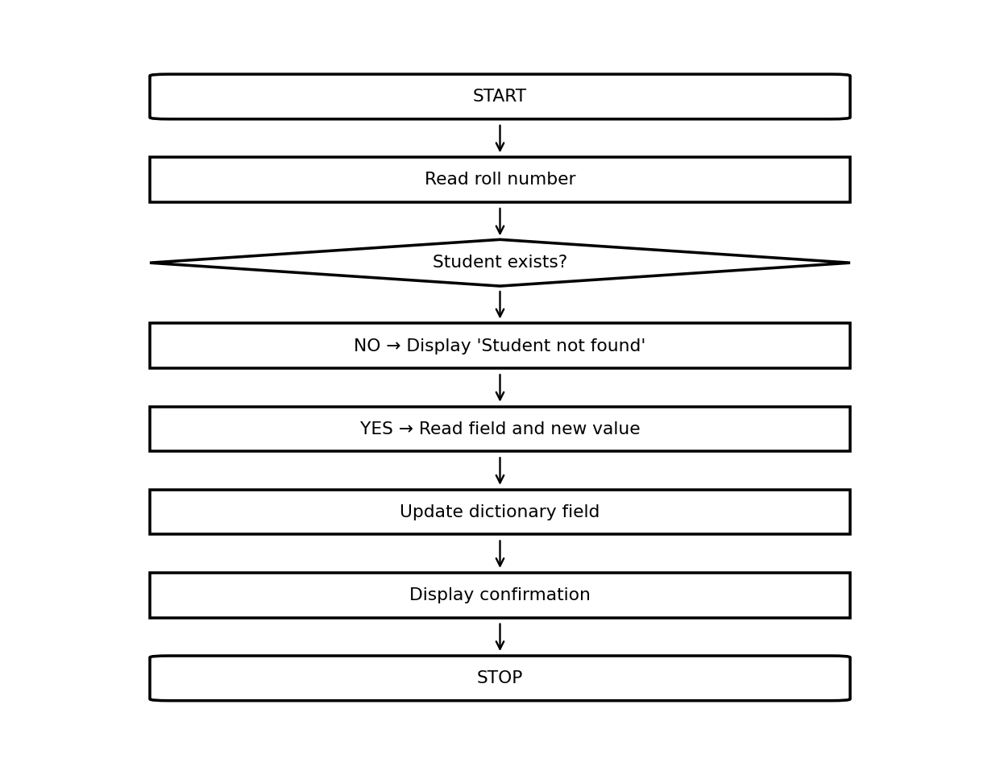 START
Read roll number
Student exists?
NO → Display 'Student not found'
YES → Read field and new value
Update dictionary field
Display confirmation
STOP